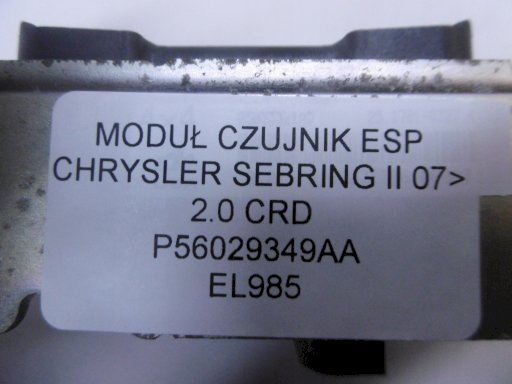 MODUŁ CZUJNIK ESP
CHRYSLER SEBRING II 07>
2.0 CRD
P56029349AA
EL985